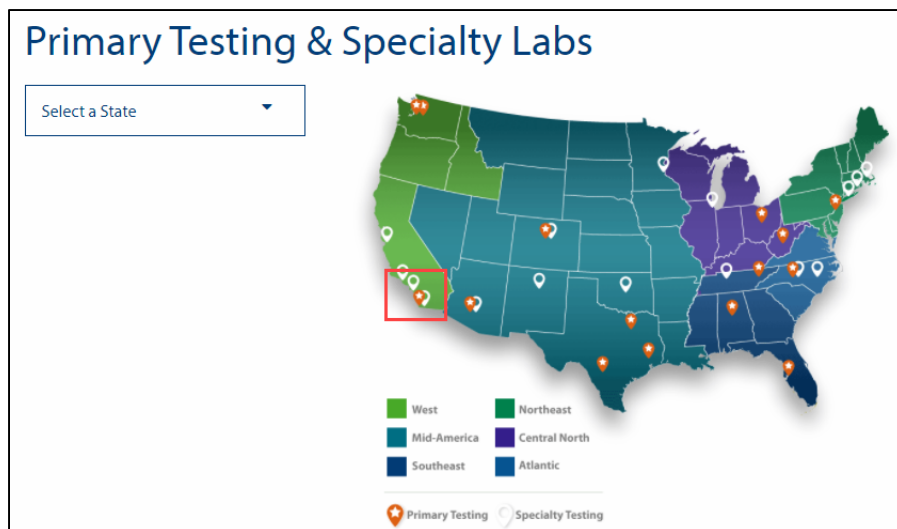 Primary Testing & Specialty Labs
Select a State
West
Northeast
Mid-America
Central North
Southeast
Atlantic
Primary Testing
Specialty Testing